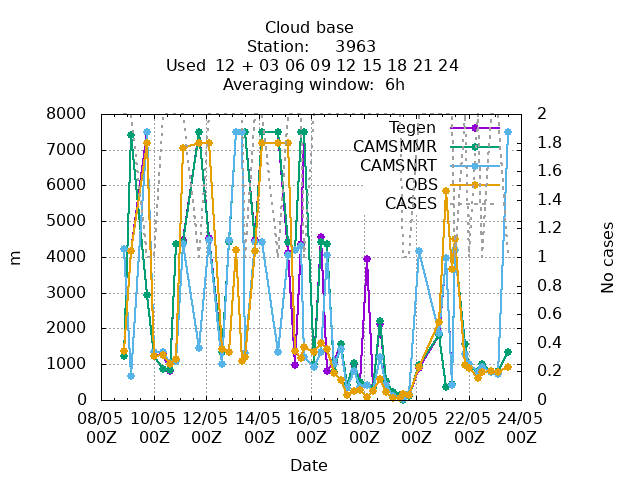 Cloud base
Station: 3963
Used 12 + 03 06 09 12 15 18 21 24
Averaging window: 6h
8000
7000
6000
5000
4000
3000
2000
1000
0
m
2
1.8
1.6
1.4
1.2
1
0.8
0.6
0.4
0.2
0
No cases
Tegen
CAMSMMR
CAMSNRT
OBS
CASES
08/05 10/05 12/05 14/05 16/05 18/05 20/05 22/05 24/05
00Z 00Z 00Z 00Z 00Z 00Z 00Z 00Z 00Z
Date